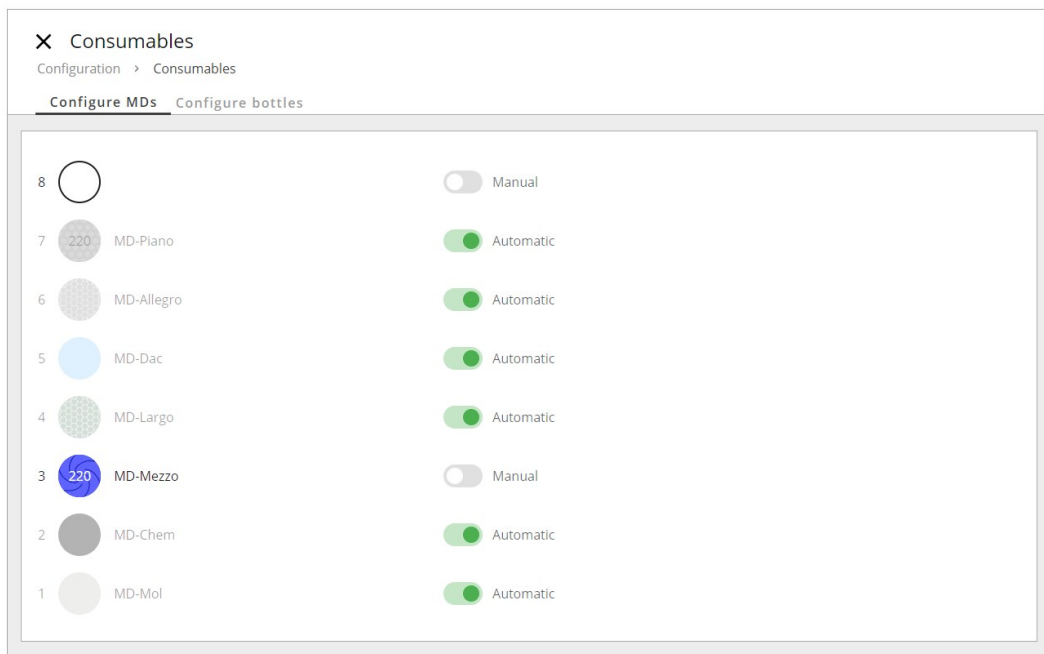 Consumables
Configuration > Consumables
Configure MDs Configure bottles
8 Manual
7 220 MD-Piano Automatic
6 MD-Allegro Automatic
5 MD-Dac Automatic
4 MD-Largo Automatic
3 220 MD-Mezzo Manual
2 MD-Chem Automatic
1 MD-Mol Automatic